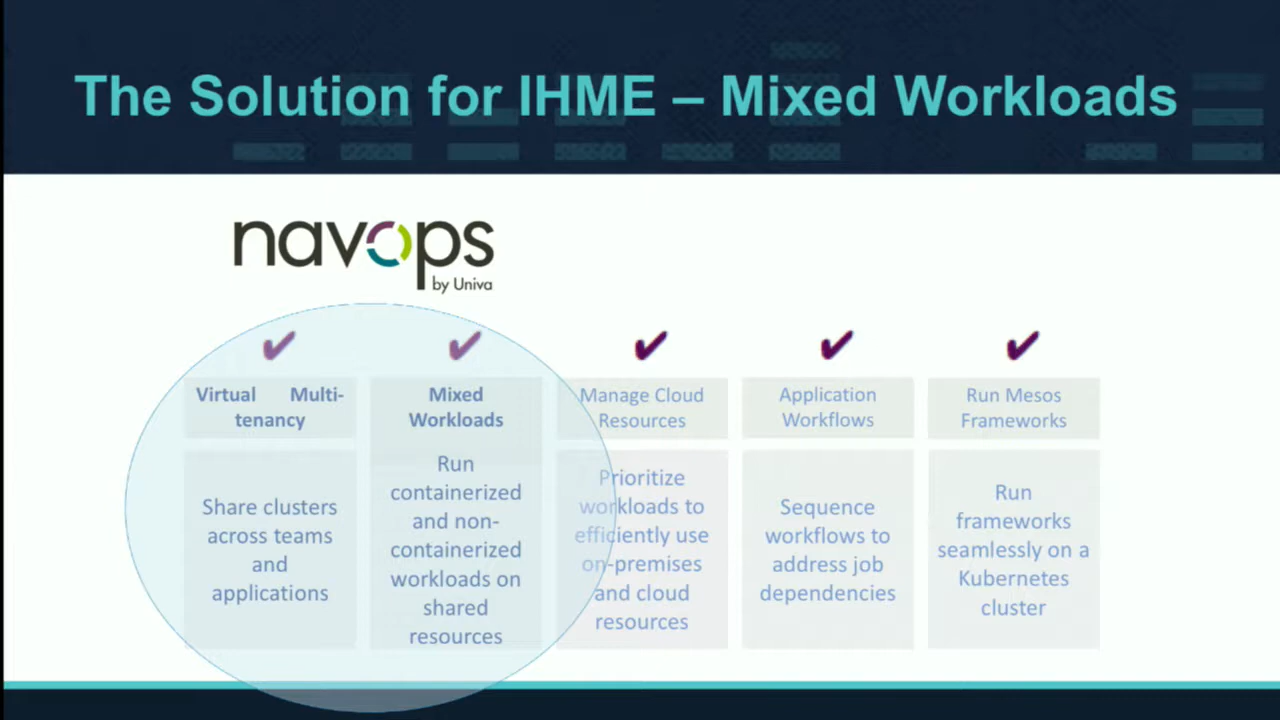 The Solution for IHME – Mixed Workloads
navops
by Univa
✔ ✔ ✔ ✔ ✔
Virtual Multi-
tenancy
Share clusters
across teams
and
applications
Mixed
Workloads
Run
containerized
and non-
containerized
workloads on
shared
resources
Manage Cloud
Resources
Prioritize
workloads to
efficiently use
on-premises
and cloud
resources
Application
Workflows
Sequence
workflows to
address job
dependencies
Run Mesos
Frameworks
Run
frameworks
seamlessly on a
Kubernetes
cluster